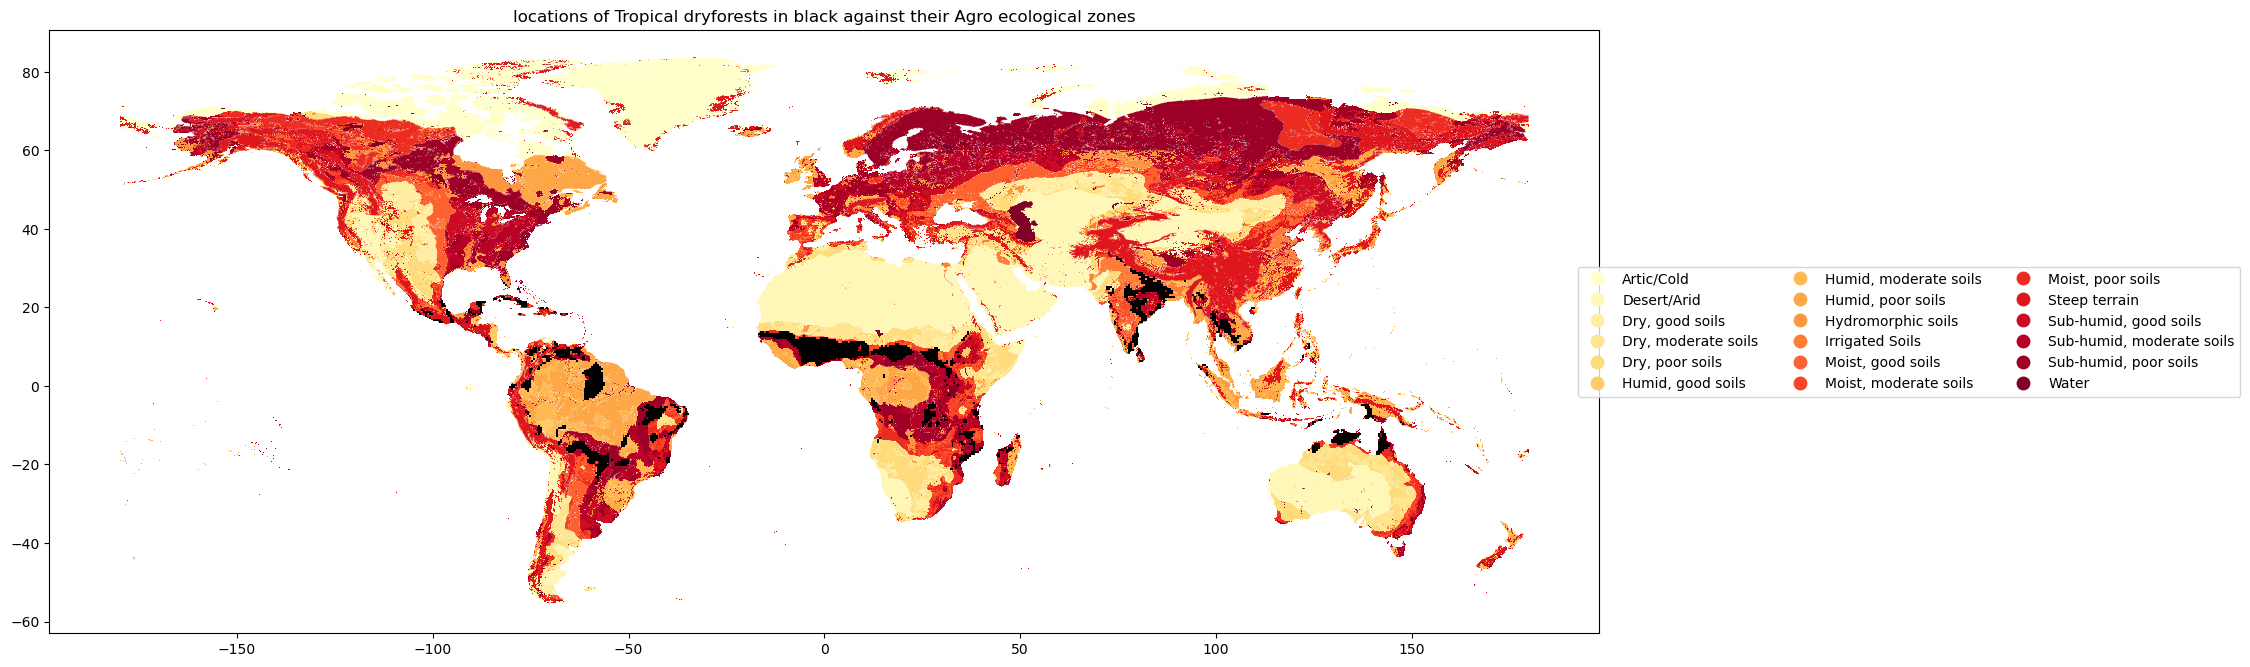 locations of Tropical dryforests in black against their Agro ecological zones
80
60
40
20
0
−20
−40
−60
−150
−100
−50
0
50
100
150
Artic/Cold
Desert/Arid
Dry, good soils
Dry, moderate soils
Dry, poor soils
Humid, good soils
Humid, moderate soils
Humid, poor soils
Hydromorphic soils
Irrigated Soils
Moist, good soils
Moist, moderate soils
Moist, poor soils
Steep terrain
Sub-humid, good soils
Sub-humid, moderate soils
Sub-humid, poor soils
Water